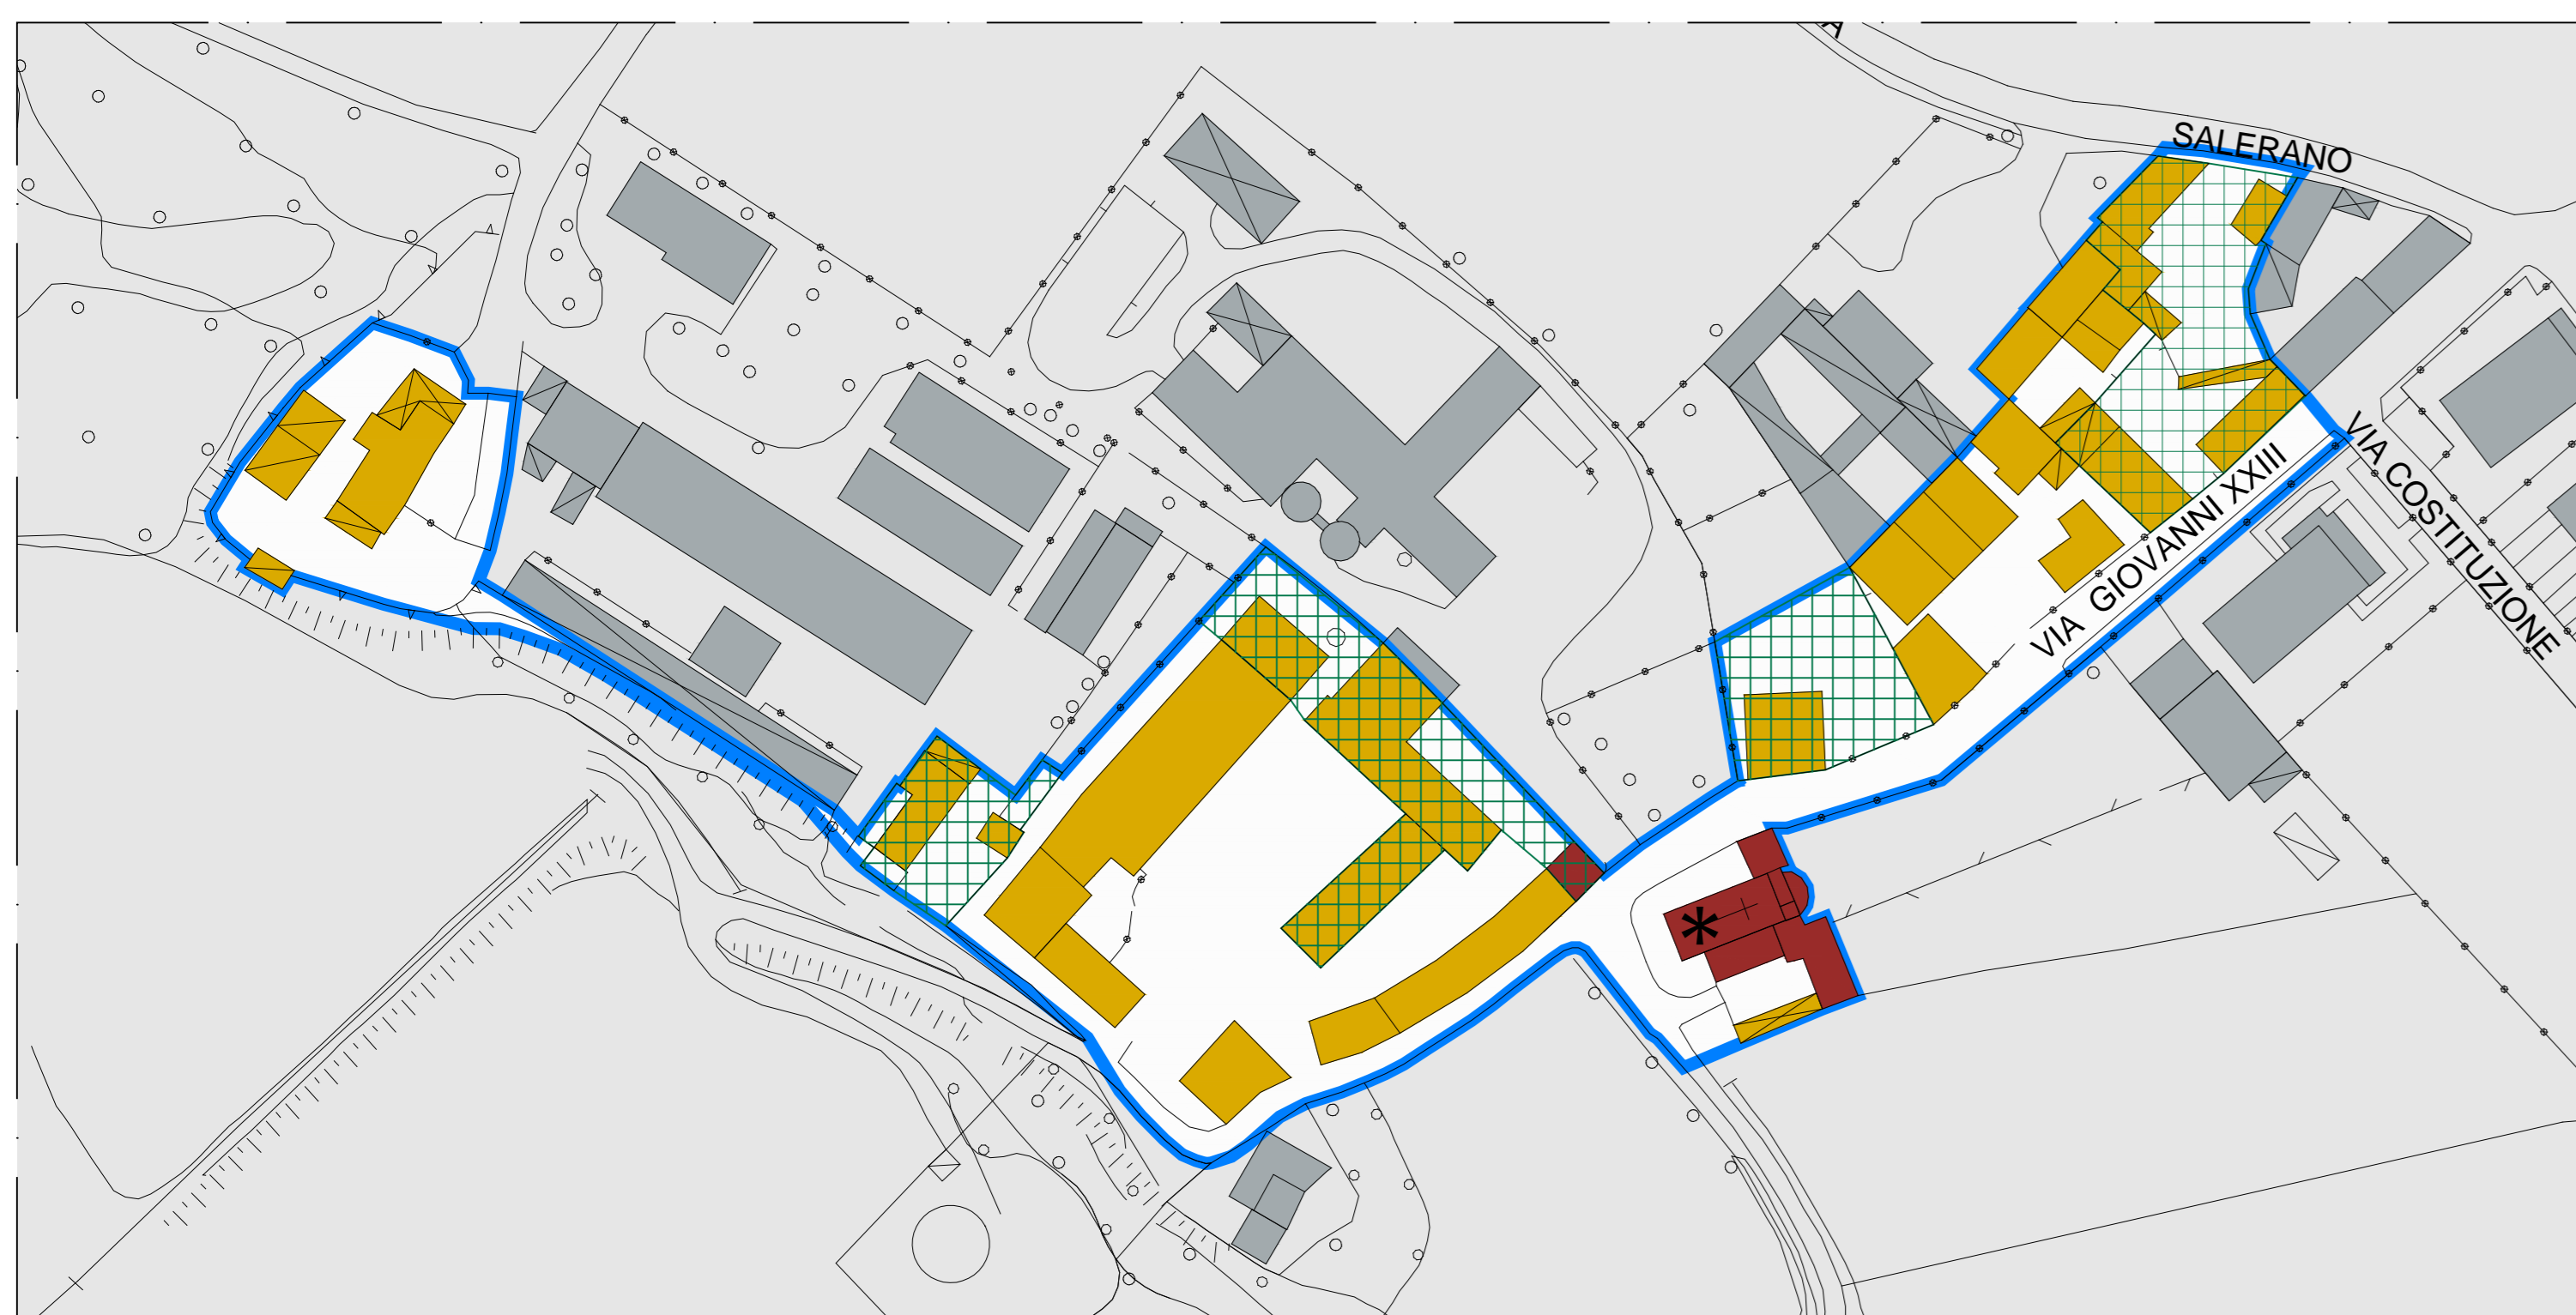 A
SALERANO
VIA COSTITUZIONE
VIA GIOVANNI XXIII
*